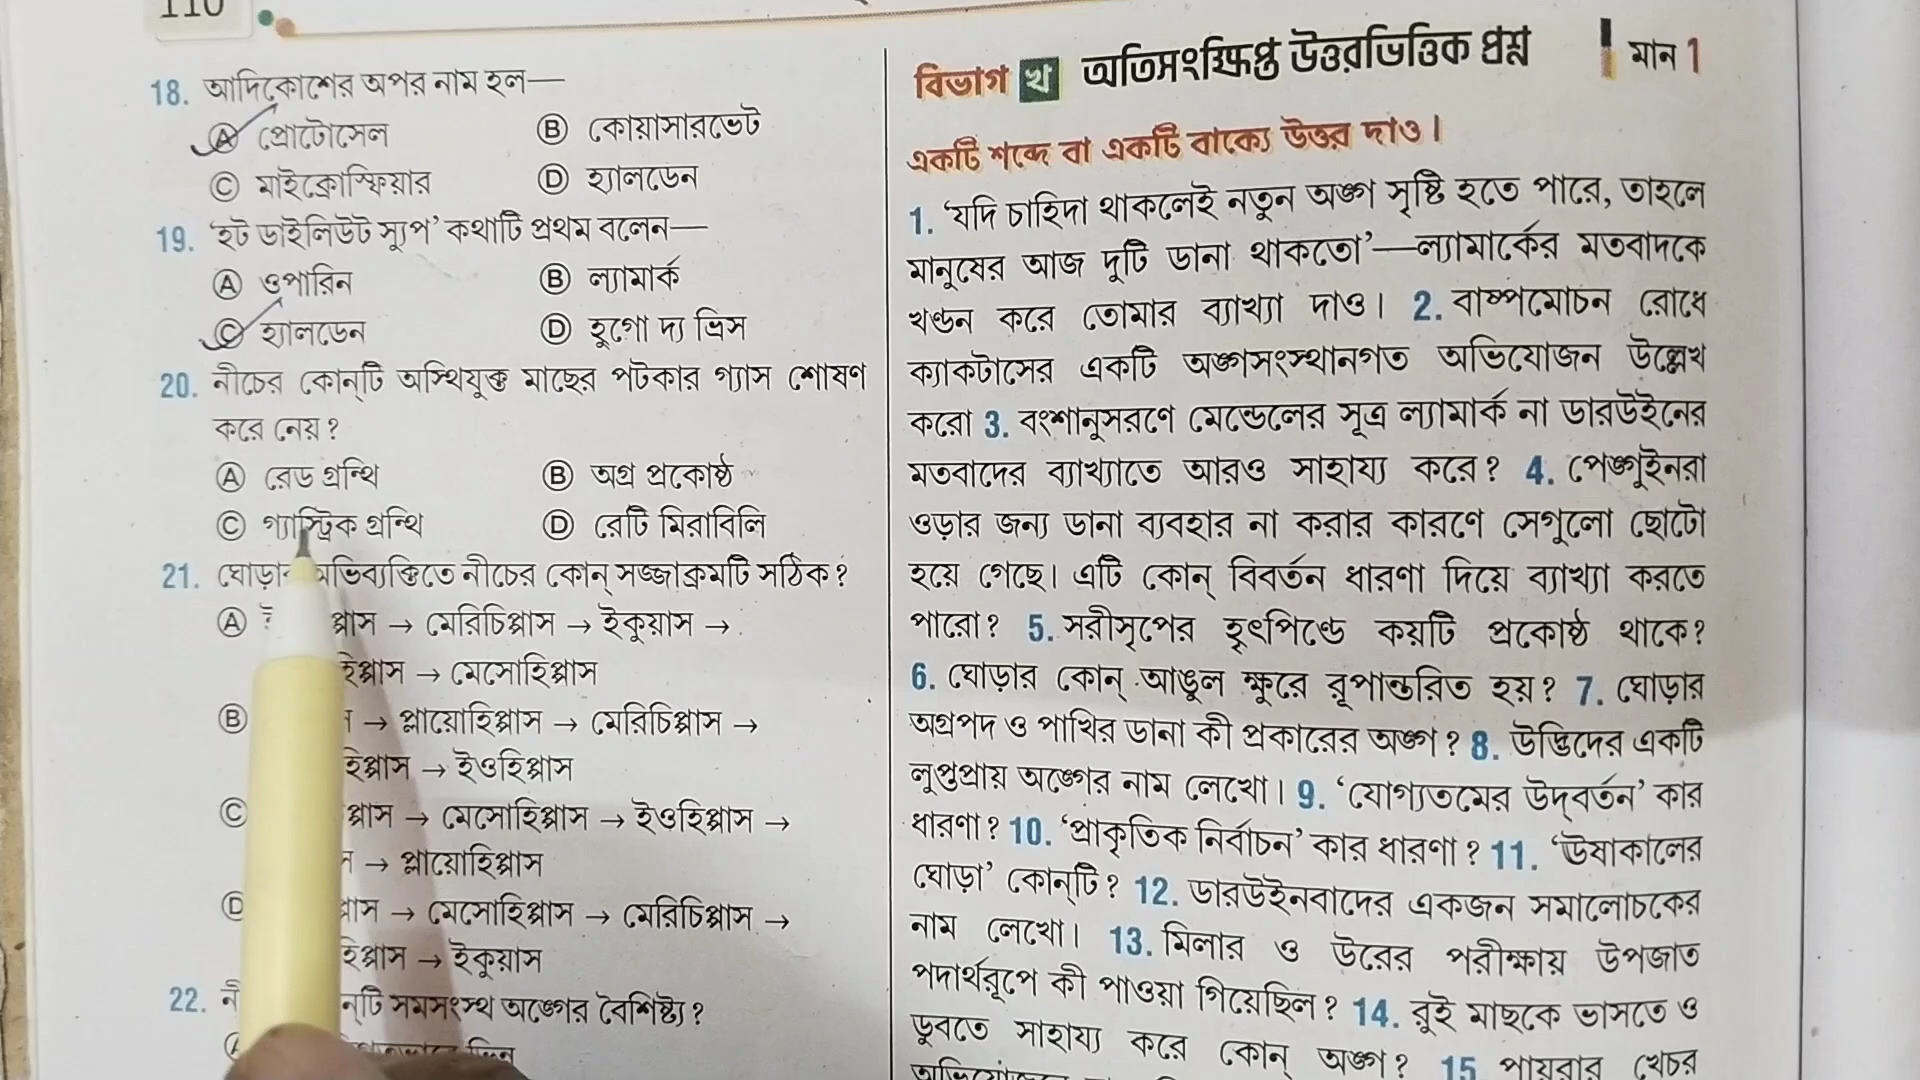 110
18. আদিকোশের অপর নাম হল—
Ⓐ প্রোটোসেল Ⓑ কোয়াসারভেট
Ⓒ মাইক্রোস্ফিয়ার Ⓓ হ্যালডেন
19. ‘হট ডাইলিউট স্যুপ’ কথাটি প্রথম বলেন—
Ⓐ ওপারিন Ⓑ ল্যামার্ক
Ⓒ হ্যালডেন Ⓓ হুগো দ্য ভ্রিস
20. নীচের কোন্‌টি অস্থিযুক্ত মাছের পটকার গ্যাস শোষণ
করে নেয়?
Ⓐ রেড গ্রন্থি Ⓑ অগ্র প্রকোষ্ঠ
Ⓒ গ্যাস্ট্রিক গ্রন্থি Ⓓ রেটি মিরাবিলি
21. ঘোড়ার অভিব্যক্তিতে নীচের কোন্ সজ্জাক্রমটি সঠিক?
Ⓐ প্পাস → মেরিচিপ্পাস → ইকুয়াস →
হিপ্পাস → মেসোহিপ্পাস
Ⓑ → প্লায়োহিপ্পাস → মেরিচিপ্পাস →
হিপ্পাস → ইওহিপ্পাস
Ⓒ প্পাস → মেসোহিপ্পাস → ইওহিপ্পাস →
→ প্লায়োহিপ্পাস
Ⓓ প্পাস → মেসোহিপ্পাস → মেরিচিপ্পাস →
হিপ্পাস → ইকুয়াস
22. ন্‌টি সমসংস্থ অঙ্গের বৈশিষ্ট্য?
বিভাগ খ অতিসংক্ষিপ্ত উত্তরভিত্তিক প্রশ্ন মান 1
একটি শব্দে বা একটি বাক্যে উত্তর দাও।
1. ‘যদি চাহিদা থাকলেই নতুন অঙ্গ সৃষ্টি হতে পারে, তাহলে
মানুষের আজ দুটি ডানা থাকতো’—ল্যামার্কের মতবাদকে
খণ্ডন করে তোমার ব্যাখ্যা দাও। 2. বাষ্পমোচন রোধে
ক্যাকটাসের একটি অঙ্গসংস্থানগত অভিযোজন উল্লেখ
করো 3. বংশানুসরণে মেন্ডেলের সূত্র ল্যামার্ক না ডারউইনের
মতবাদের ব্যাখ্যাতে আরও সাহায্য করে? 4. পেঙ্গুইনরা
ওড়ার জন্য ডানা ব্যবহার না করার কারণে সেগুলো ছোটো
হয়ে গেছে। এটি কোন্ বিবর্তন ধারণা দিয়ে ব্যাখ্যা করতে
পারো? 5. সরীসৃপের হৃৎপিণ্ডে কয়টি প্রকোষ্ঠ থাকে?
6. ঘোড়ার কোন্ আঙুল ক্ষুরে রূপান্তরিত হয়? 7. ঘোড়ার
অগ্রপদ ও পাখির ডানা কী প্রকারের অঙ্গ? 8. উদ্ভিদের একটি
লুপ্তপ্রায় অঙ্গের নাম লেখো। 9. ‘যোগ্যতমের উদ্‌বর্তন’ কার
ধারণা? 10. ‘প্রাকৃতিক নির্বাচন’ কার ধারণা? 11. ‘ঊষাকালের
ঘোড়া’ কোন্‌টি? 12. ডারউইনবাদের একজন সমালোচকের
নাম লেখো। 13. মিলার ও উরের পরীক্ষায় উপজাত
পদার্থরূপে কী পাওয়া গিয়েছিল? 14. রুই মাছকে ভাসতে ও
ডুবতে সাহায্য করে কোন্ অঙ্গ? 15 পায়রার খেচর